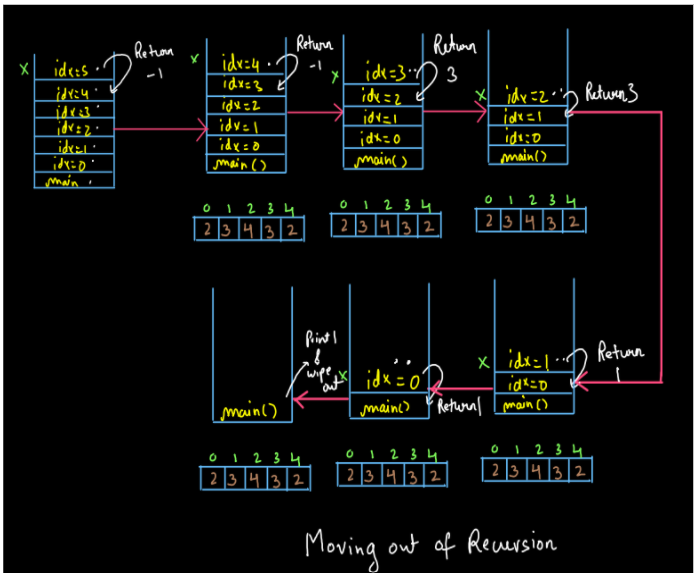 x idx=5 Return -1
idx=4
idx=3
idx=2
idx=1
idx=0
main
x idx=4 Return -1
idx=3
idx=2
idx=1
idx=0
main()
x idx=3 Return 3
idx=2
idx=1
idx=0
main()
x idx=2 Return 3
idx=1
idx=0
main()
0 1 2 3 4
2 3 4 3 2
0 1 2 3 4
2 3 4 3 2
0 1 2 3 4
2 3 4 3 2
main()
Print 1
&
wipe
out
x idx=0 Return 1
main()
x idx=1 Return 1
idx=0
main()
0 1 2 3 4
2 3 4 3 2
0 1 2 3 4
2 3 4 3 2
0 1 2 3 4
2 3 4 3 2
Moving out of Recursion